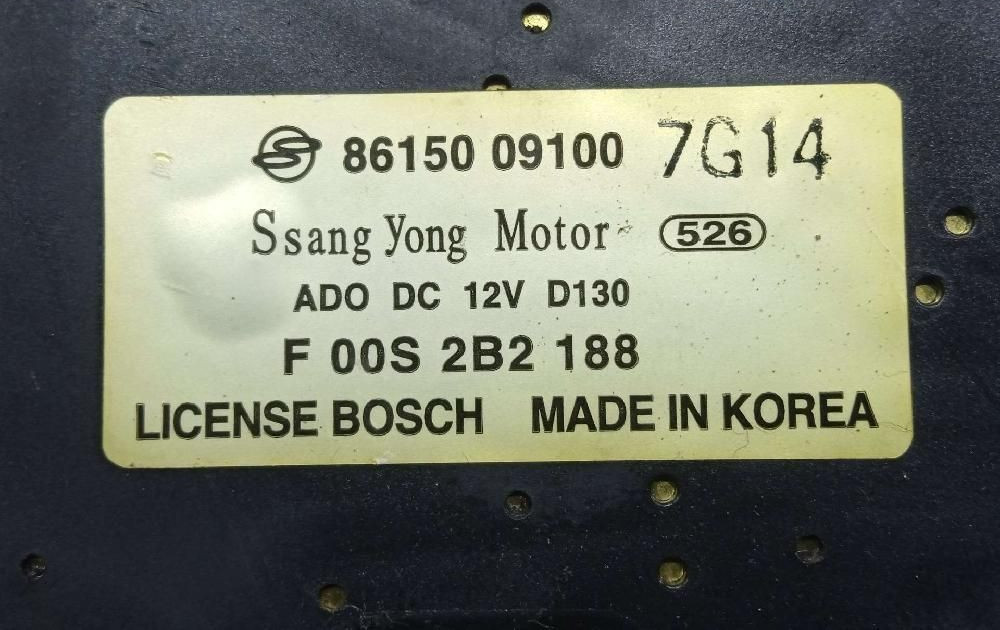 86150 09100 7G14
Ssang Yong Motor 526
ADO DC 12V D130
F 00S 2B2 188
LICENSE BOSCH MADE IN KOREA